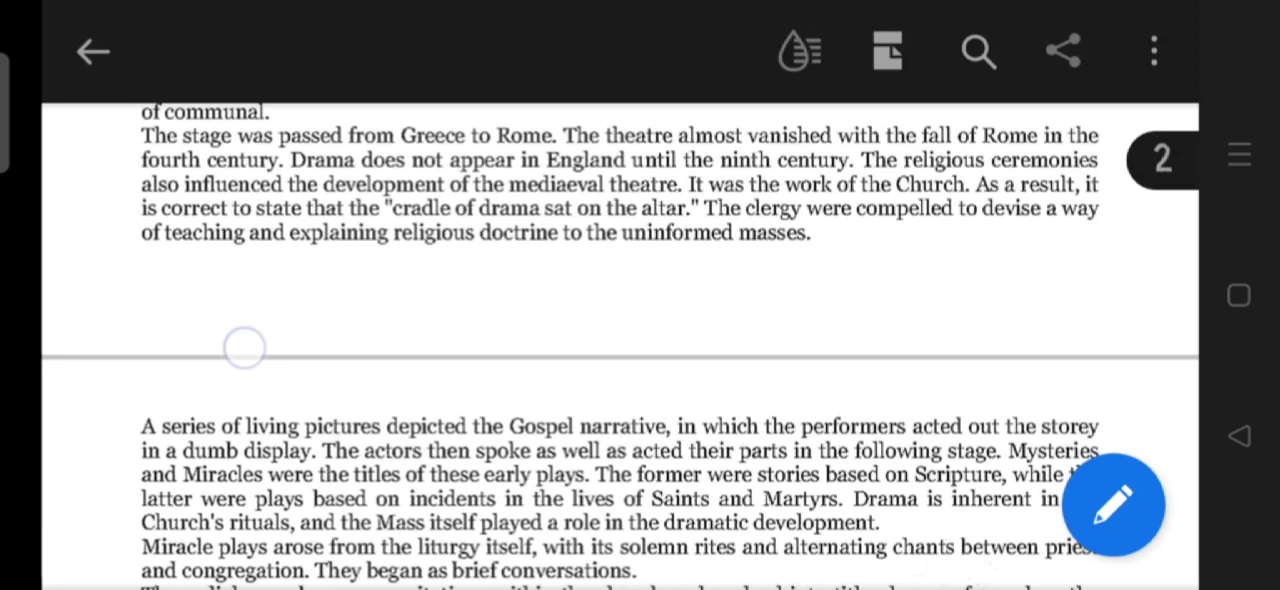 of communal.
The stage was passed from Greece to Rome. The theatre almost vanished with the fall of Rome in the
fourth century. Drama does not appear in England until the ninth century. The religious ceremonies
also influenced the development of the mediaeval theatre. It was the work of the Church. As a result, it
is correct to state that the "cradle of drama sat on the altar." The clergy were compelled to devise a way
of teaching and explaining religious doctrine to the uninformed masses.
2
A series of living pictures depicted the Gospel narrative, in which the performers acted out the storey
in a dumb display. The actors then spoke as well as acted their parts in the following stage. Mysteries
and Miracles were the titles of these early plays. The former were stories based on Scripture, while
latter were plays based on incidents in the lives of Saints and Martyrs. Drama is inherent in
Church's rituals, and the Mass itself played a role in the dramatic development.
Miracle plays arose from the liturgy itself, with its solemn rites and alternating chants between
and congregation. They began as brief conversations.